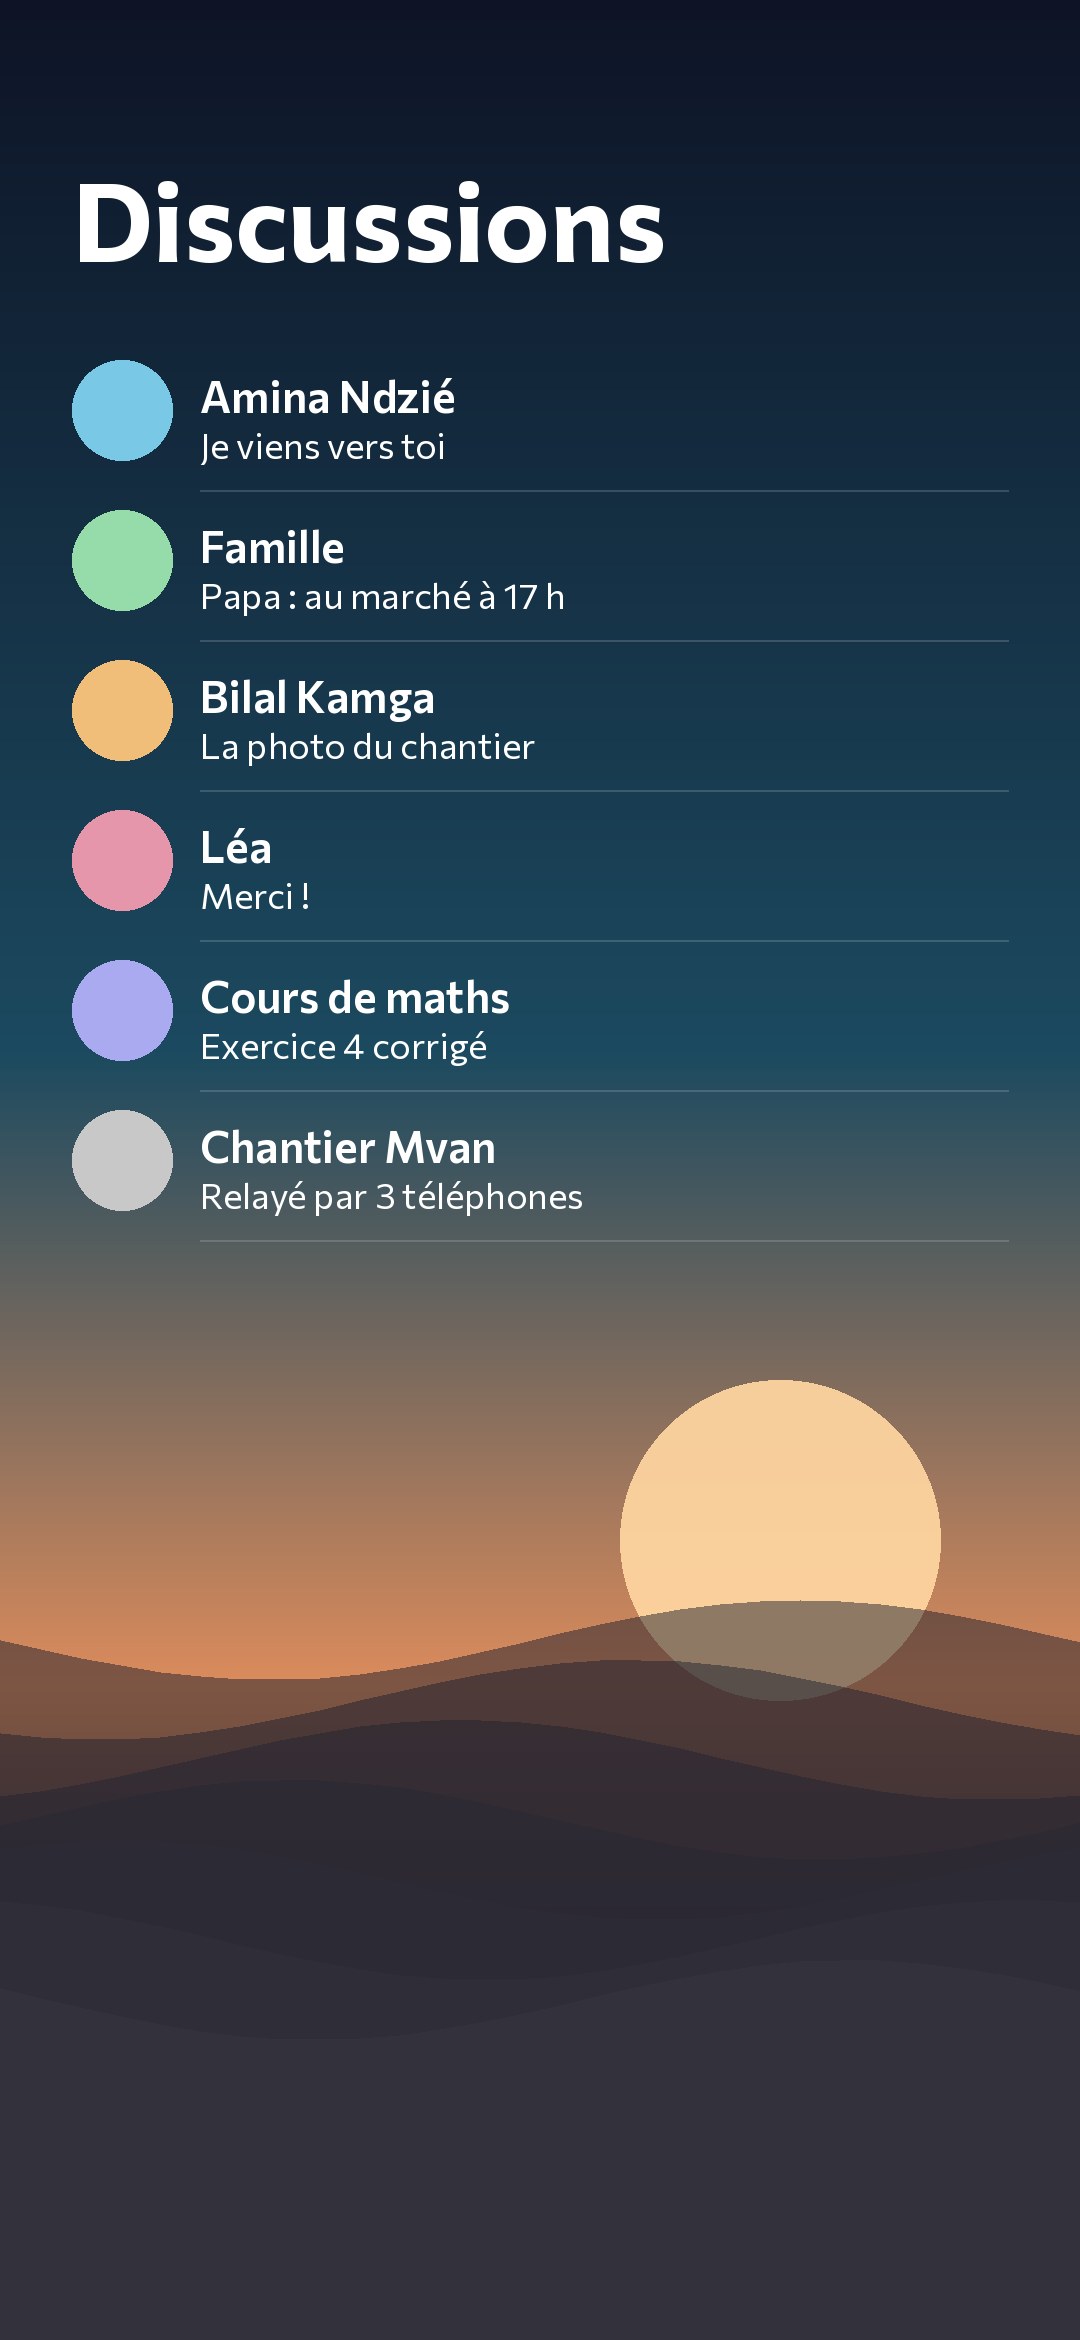 Discussions
Amina Ndzié
Je viens vers toi
Famille
Papa : au marché à 17 h
Bilal Kamga
La photo du chantier
Léa
Merci !
Cours de maths
Exercice 4 corrigé
Chantier Mvan
Relayé par 3 téléphones